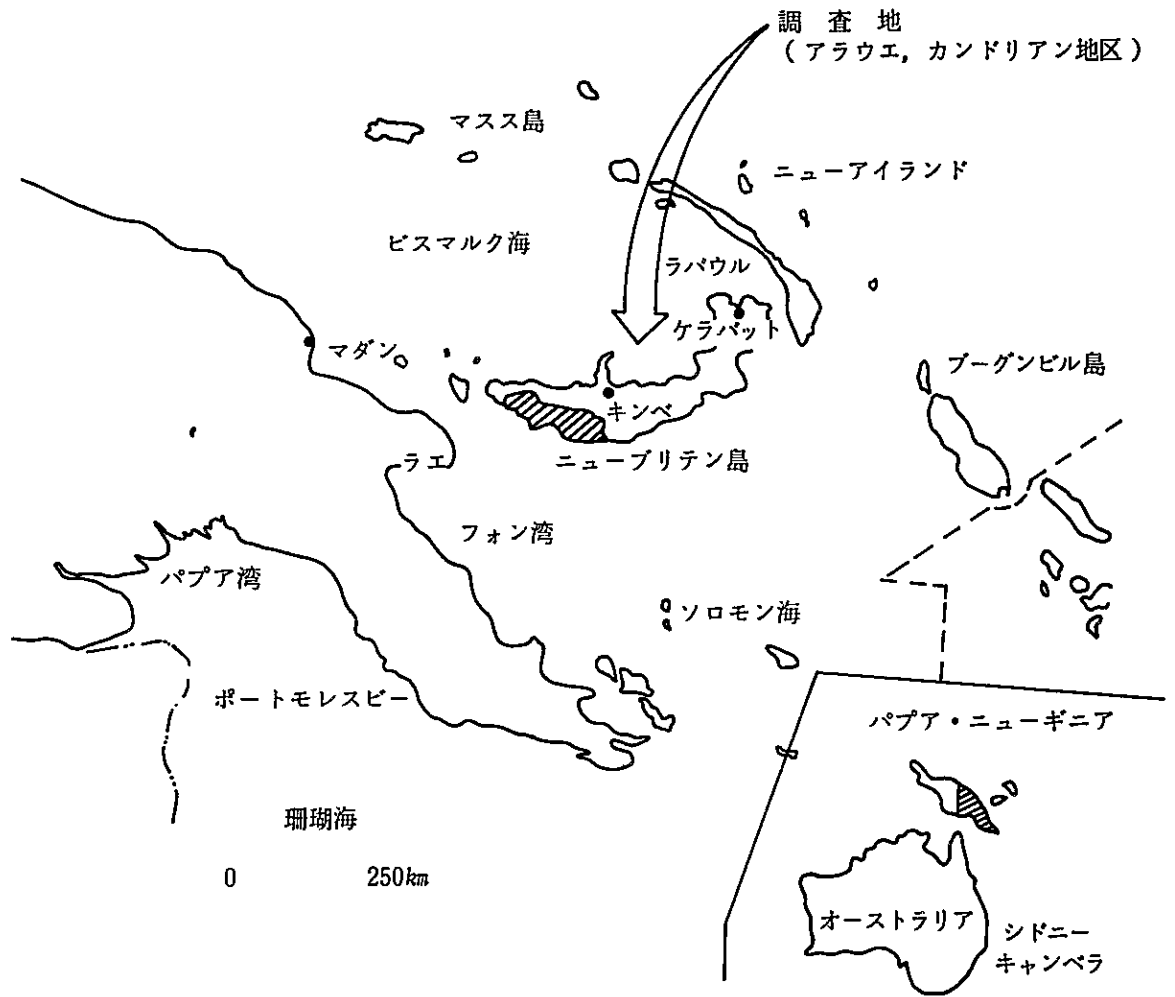 調査地
(アラウエ, カンドリアン地区)
マスス島
ニューアイランド
ビスマルク海
ラバウル
ケラバット
マダン
ブーゲンビル島
キンベ
ラエ
ニューブリテン島
フォン湾
パプア湾
ソロモン海
ポートモレスビー
パプア・ニューギニア
珊瑚海
0 250km
オーストラリア
シドニー
キャンベラ